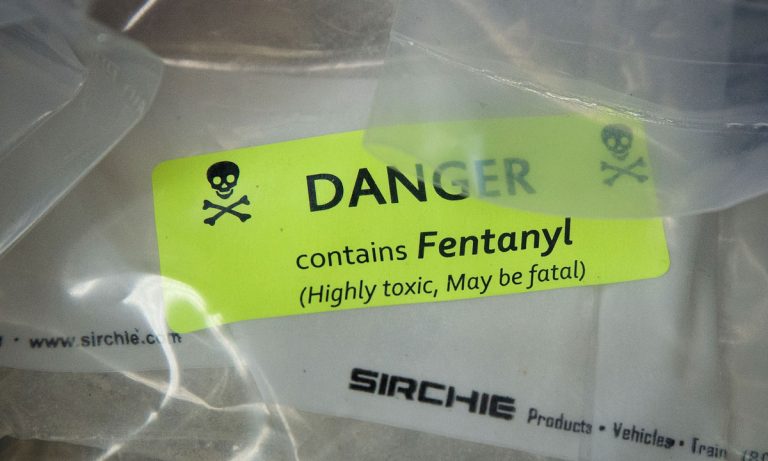 DANGER
contains Fentanyl
(Highly toxic, May be fatal)
· www.sirchie.com
SIRCHIE Products · Vehicles · Train